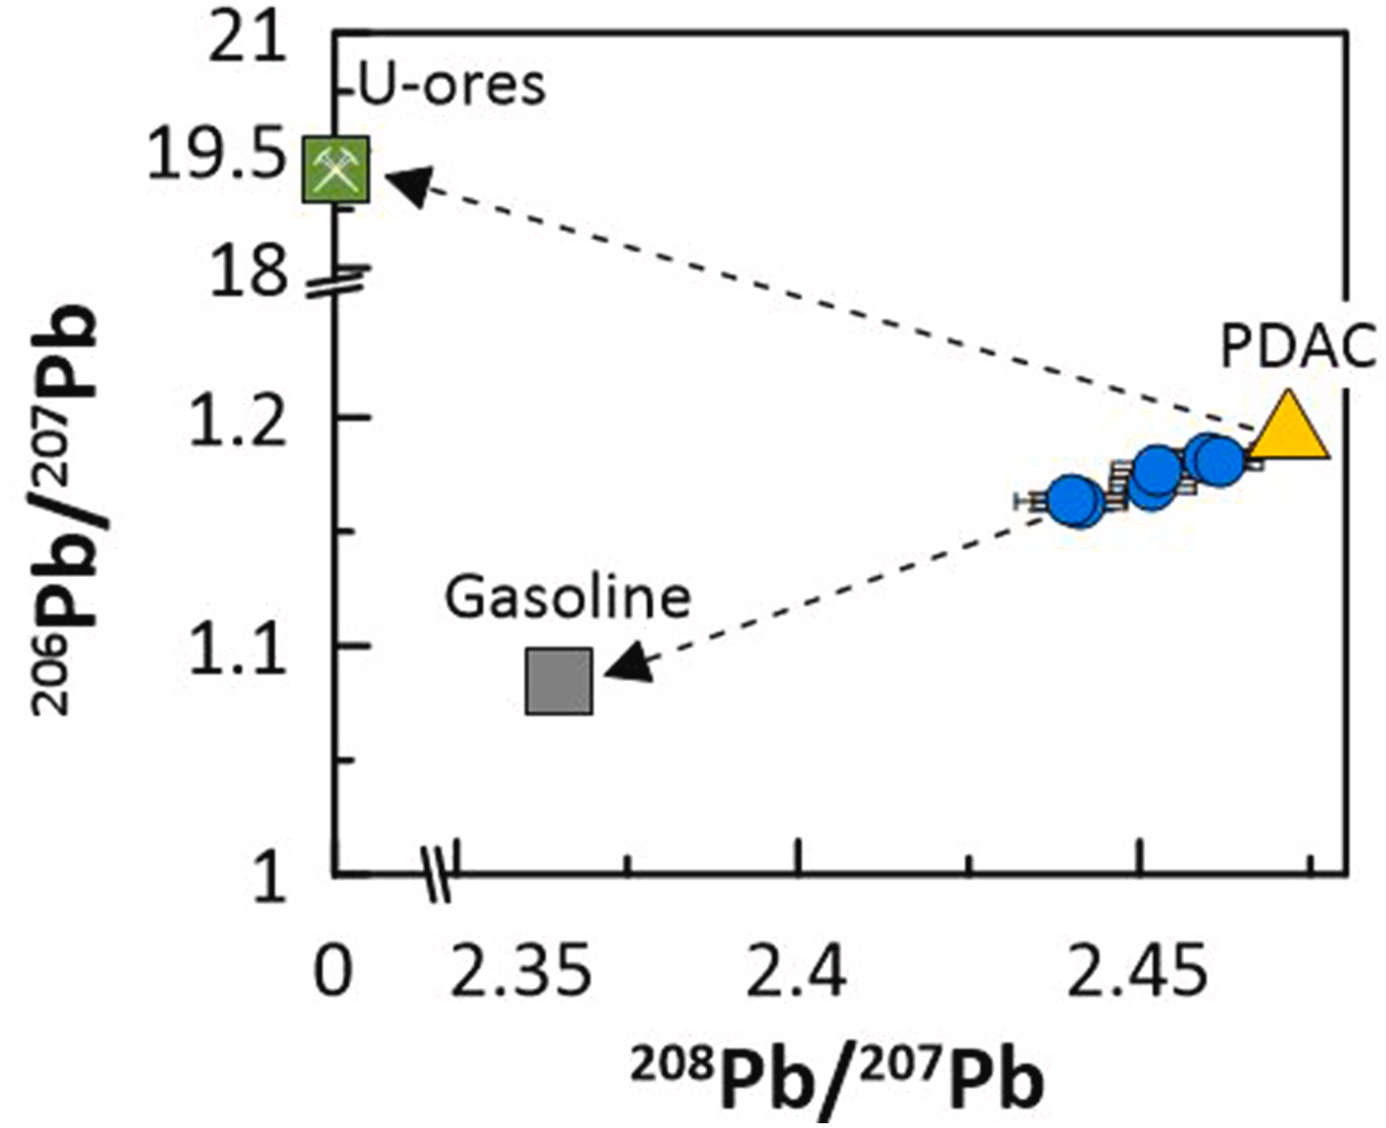 21
U-ores
19.5
18
PDAC
1.2
²⁰⁶Pb/²⁰⁷Pb
Gasoline
1.1
1
0 2.35 2.4 2.45
²⁰⁸Pb/²⁰⁷Pb